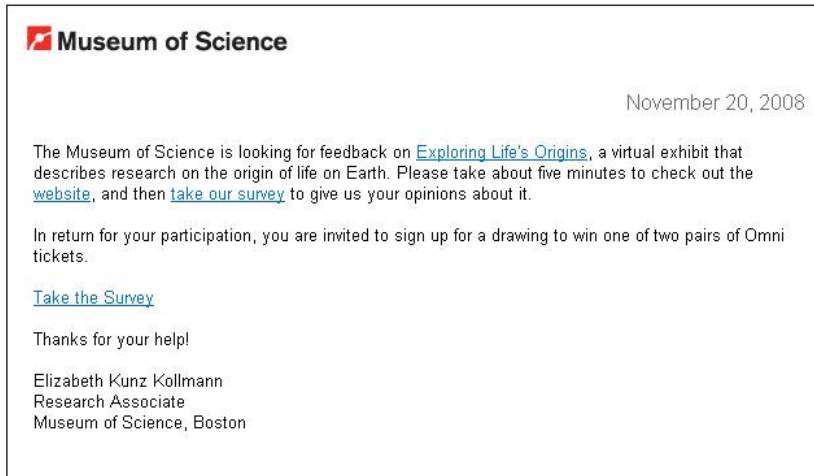 Museum of Science
November 20, 2008
The Museum of Science is looking for feedback on Exploring Life's Origins, a virtual exhibit that
describes research on the origin of life on Earth. Please take about five minutes to check out the
website, and then take our survey to give us your opinions about it.
In return for your participation, you are invited to sign up for a drawing to win one of two pairs of Omni
tickets.
Take the Survey
Thanks for your help!
Elizabeth Kunz Kollmann
Research Associate
Museum of Science, Boston